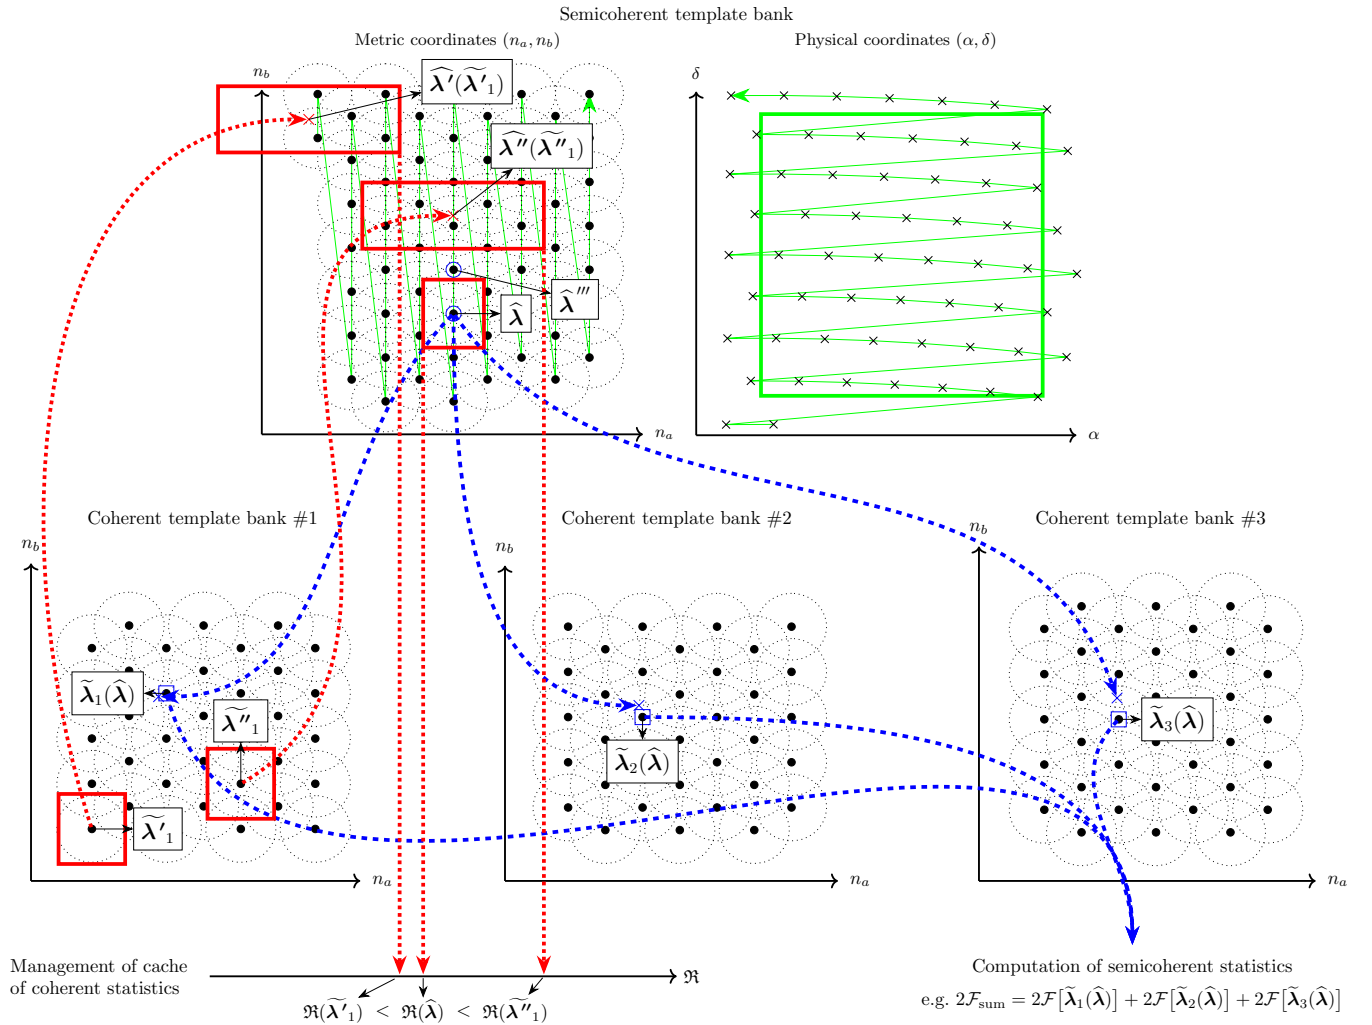 Semicoherent template bank
Metric coordinates (n_a, n_b)
Physical coordinates (α, δ)
n_b
δ
λ̂′(λ̃′₁)
λ̂″(λ̃″₁)
λ̂‴
λ̂
n_a
α
Coherent template bank #1
Coherent template bank #2
Coherent template bank #3
n_b
n_b
n_b
λ̃₁(λ̂)
λ̃″₁
λ̃₂(λ̂)
λ̃₃(λ̂)
λ̃′₁
n_a
n_a
n_a
Management of cache
of coherent statistics
ℜ
ℜ(λ̃′₁) < ℜ(λ̂) < ℜ(λ̃″₁)
Computation of semicoherent statistics
e.g. 2ℱ_sum = 2ℱ[λ̃₁(λ̂)] + 2ℱ[λ̃₂(λ̂)] + 2ℱ[λ̃₃(λ̂)]